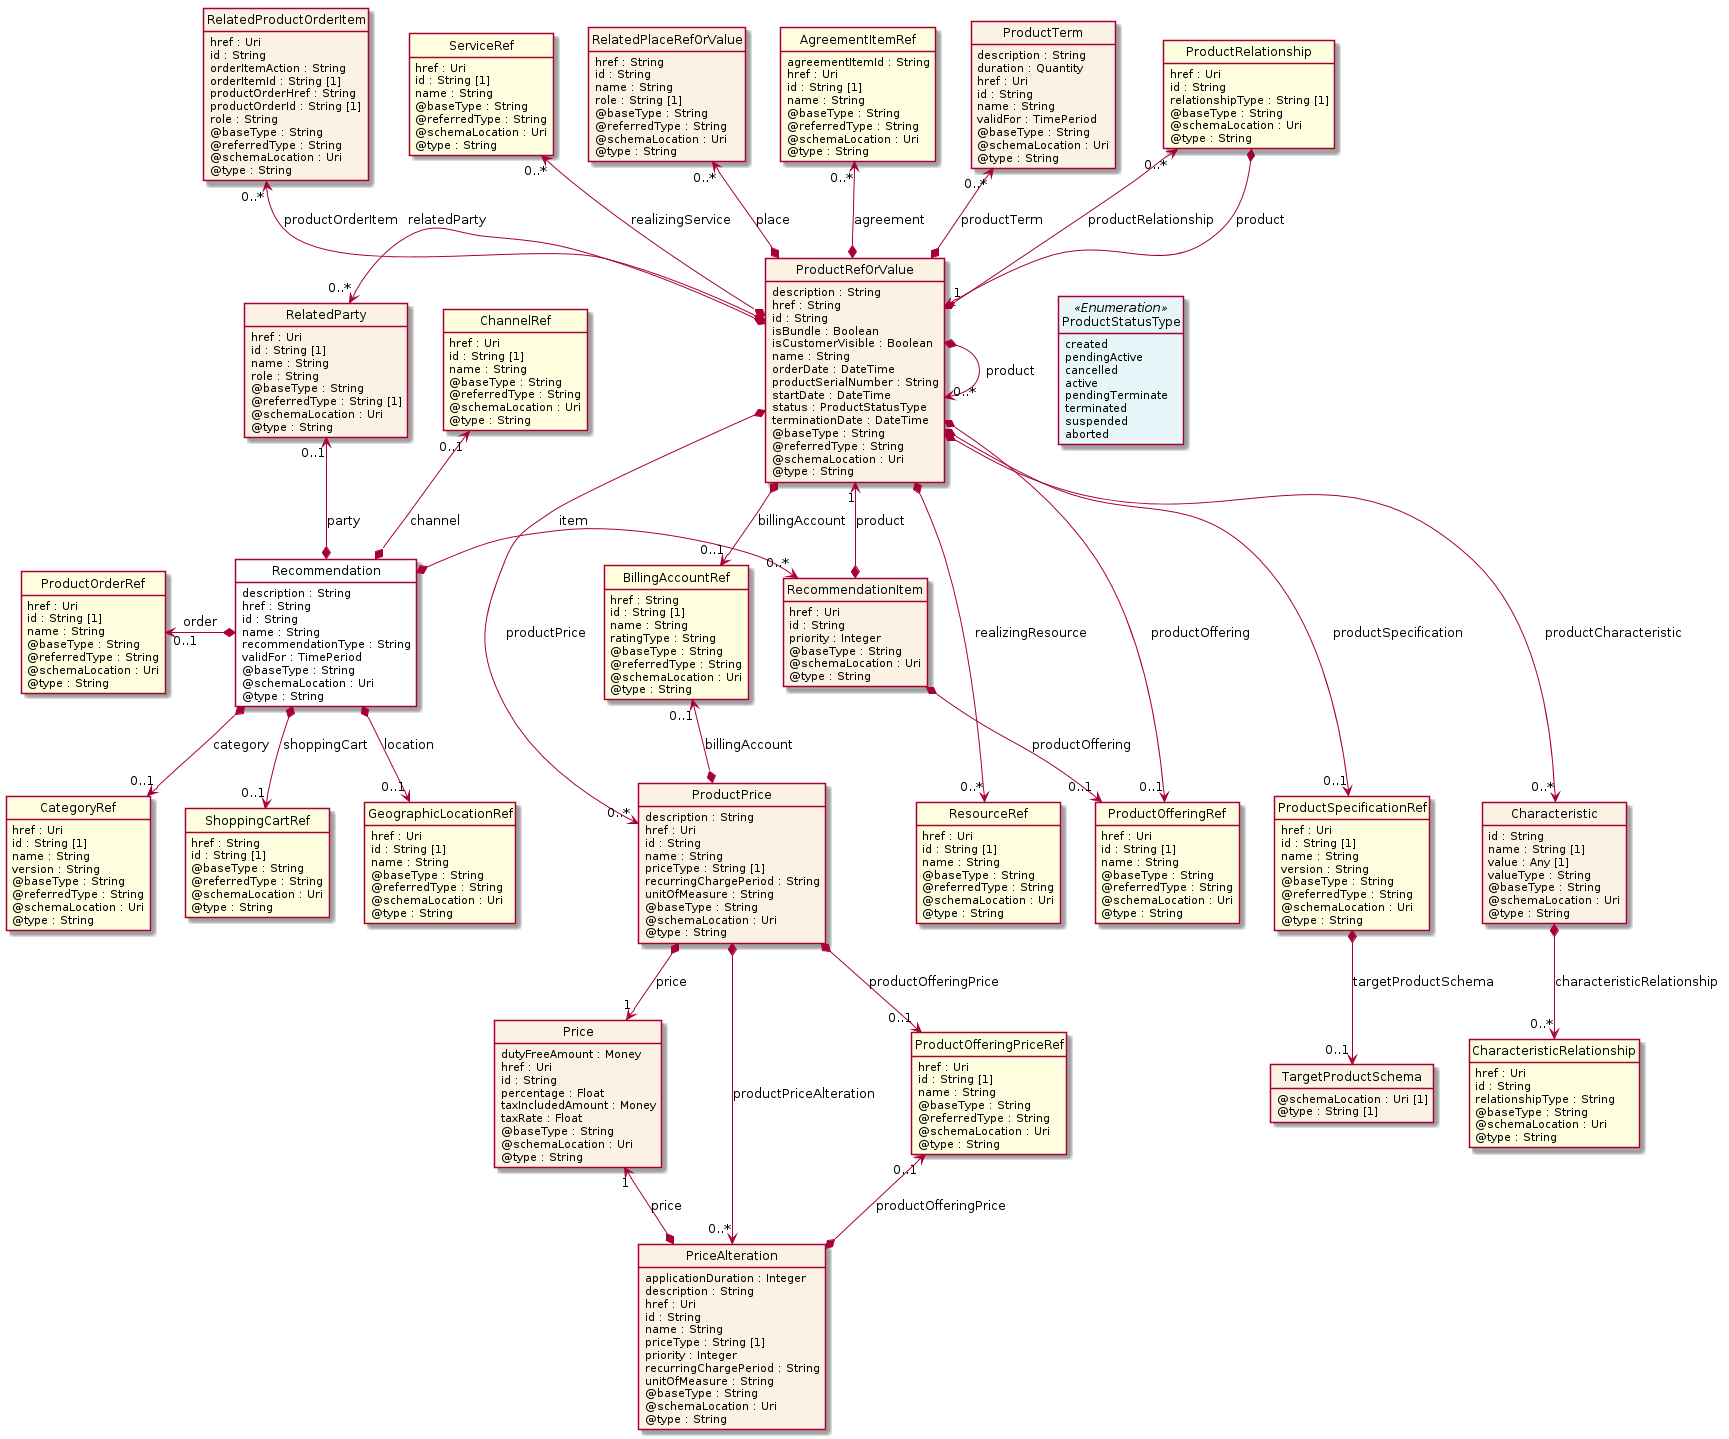 RelatedProductOrderItem
href : Uri
id : String
orderItemAction : String
orderItemId : String [1]
productOrderHref : String
productOrderId : String [1]
role : String
@baseType : String
@referredType : String
@schemaLocation : Uri
@type : String
ServiceRef
href : Uri
id : String [1]
name : String
@baseType : String
@referredType : String
@schemaLocation : Uri
@type : String
RelatedPlaceRefOrValue
href : String
id : String
name : String
role : String [1]
@baseType : String
@referredType : String
@schemaLocation : Uri
@type : String
AgreementItemRef
agreementItemId : String
href : Uri
id : String [1]
name : String
@baseType : String
@referredType : String
@schemaLocation : Uri
@type : String
ProductTerm
description : String
duration : Quantity
href : Uri
id : String
name : String
validFor : TimePeriod
@baseType : String
@schemaLocation : Uri
@type : String
ProductRelationship
href : Uri
id : String
relationshipType : String [1]
@baseType : String
@schemaLocation : Uri
@type : String
0..*
0..*
0..*
0..*
0..*
0..*
productOrderItem
relatedParty
realizingService
place
agreement
productTerm
productRelationship
product
0..*
1
RelatedParty
href : Uri
id : String [1]
name : String
role : String
@baseType : String
@referredType : String [1]
@schemaLocation : Uri
@type : String
ChannelRef
href : Uri
id : String [1]
name : String
@baseType : String
@referredType : String
@schemaLocation : Uri
@type : String
ProductRefOrValue
description : String
href : String
id : String
isBundle : Boolean
isCustomerVisible : Boolean
name : String
orderDate : DateTime
productSerialNumber : String
startDate : DateTime
status : ProductStatusType
terminationDate : DateTime
@baseType : String
@referredType : String
@schemaLocation : Uri
@type : String
product
0..*
«Enumeration»
ProductStatusType
created
pendingActive
cancelled
active
pendingTerminate
terminated
suspended
aborted
0..1
0..1
1
party
channel
item
billingAccount
product
0..1
0..*
ProductOrderRef
href : Uri
id : String [1]
name : String
@baseType : String
@referredType : String
@schemaLocation : Uri
@type : String
order
0..1
Recommendation
description : String
href : String
id : String
name : String
recommendationType : String
validFor : TimePeriod
@baseType : String
@schemaLocation : Uri
@type : String
productPrice
BillingAccountRef
href : String
id : String [1]
name : String
ratingType : String
@baseType : String
@referredType : String
@schemaLocation : Uri
@type : String
RecommendationItem
href : Uri
id : String
priority : Integer
@baseType : String
@schemaLocation : Uri
@type : String
realizingResource
productOffering
productSpecification
productCharacteristic
0..1
category
shoppingCart
location
billingAccount
productOffering
0..1
0..1
0..1
0..*
0..*
0..1
0..1
0..1
0..*
CategoryRef
href : Uri
id : String [1]
name : String
version : String
@baseType : String
@referredType : String
@schemaLocation : Uri
@type : String
ShoppingCartRef
href : String
id : String [1]
@baseType : String
@referredType : String
@schemaLocation : Uri
@type : String
GeographicLocationRef
href : Uri
id : String [1]
name : String
@baseType : String
@referredType : String
@schemaLocation : Uri
@type : String
ProductPrice
description : String
href : Uri
id : String
name : String
priceType : String [1]
recurringChargePeriod : String
unitOfMeasure : String
@baseType : String
@schemaLocation : Uri
@type : String
ResourceRef
href : Uri
id : String [1]
name : String
@baseType : String
@referredType : String
@schemaLocation : Uri
@type : String
ProductOfferingRef
href : Uri
id : String [1]
name : String
@baseType : String
@referredType : String
@schemaLocation : Uri
@type : String
ProductSpecificationRef
href : Uri
id : String [1]
name : String
version : String
@baseType : String
@referredType : String
@schemaLocation : Uri
@type : String
Characteristic
id : String
name : String [1]
value : Any [1]
valueType : String
@baseType : String
@schemaLocation : Uri
@type : String
price
productOfferingPrice
targetProductSchema
characteristicRelationship
1
0..1
0..1
0..*
Price
dutyFreeAmount : Money
href : Uri
id : String
percentage : Float
taxIncludedAmount : Money
taxRate : Float
@baseType : String
@schemaLocation : Uri
@type : String
productPriceAlteration
ProductOfferingPriceRef
href : Uri
id : String [1]
name : String
@baseType : String
@referredType : String
@schemaLocation : Uri
@type : String
TargetProductSchema
@schemaLocation : Uri [1]
@type : String [1]
CharacteristicRelationship
href : Uri
id : String
relationshipType : String
@baseType : String
@schemaLocation : Uri
@type : String
1
0..1
price
productOfferingPrice
0..*
PriceAlteration
applicationDuration : Integer
description : String
href : Uri
id : String
name : String
priceType : String [1]
priority : Integer
recurringChargePeriod : String
unitOfMeasure : String
@baseType : String
@schemaLocation : Uri
@type : String